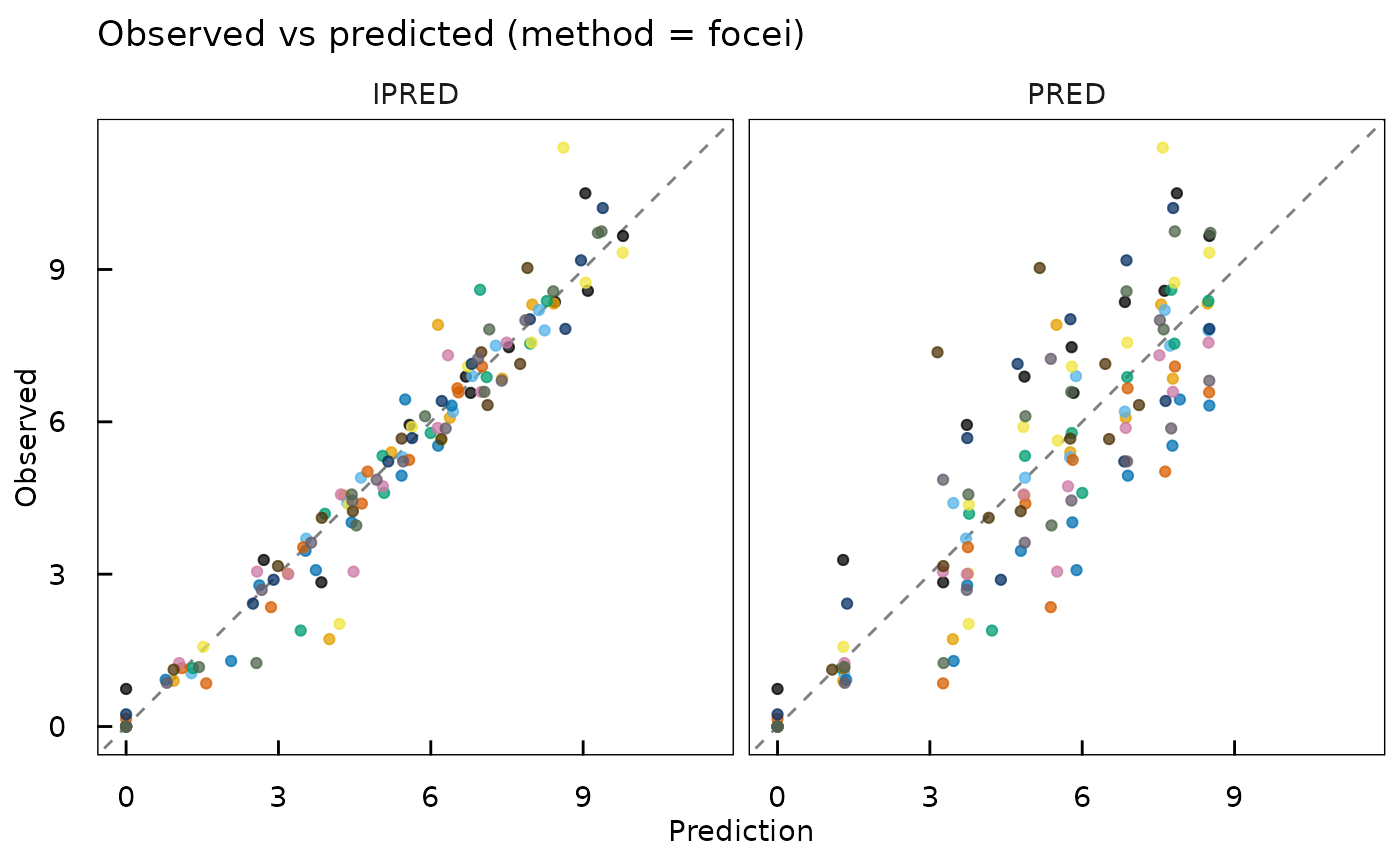 Observed vs predicted (method = focei)
IPRED PRED
Observed
9
6
3
0
0 3 6 9 0 3 6 9
Prediction